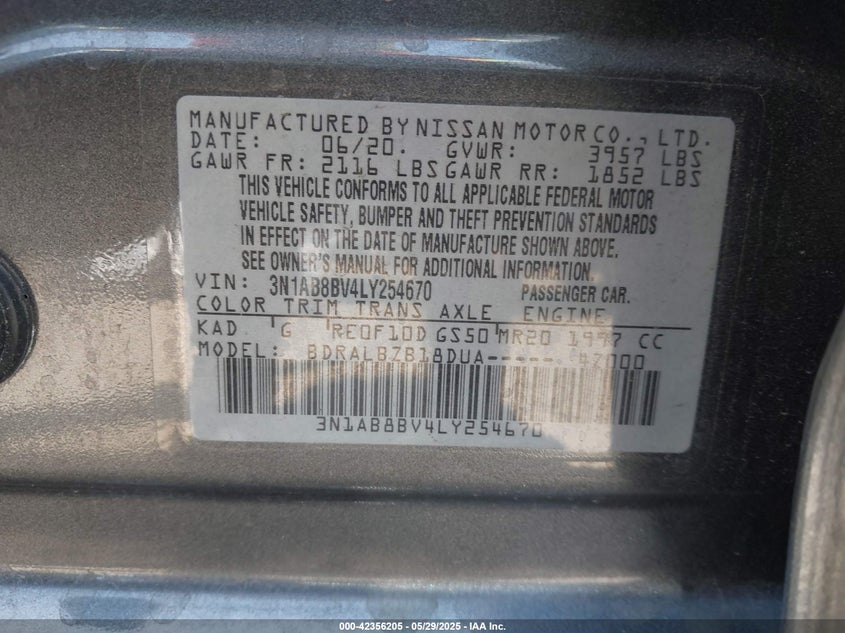 MANUFACTURED BY NISSAN MOTOR CO., LTD.
DATE: 06/20. GVWR: 3957 LBS
GAWR FR: 2116 LBS GAWR RR: 1852 LBS
THIS VEHICLE CONFORMS TO ALL APPLICABLE FEDERAL MOTOR
VEHICLE SAFETY, BUMPER AND THEFT PREVENTION STANDARDS
IN EFFECT ON THE DATE OF MANUFACTURE SHOWN ABOVE.
SEE OWNER'S MANUAL FOR ADDITIONAL INFORMATION.
VIN: 3N1AB8BV4LY254670 PASSENGER CAR.
COLOR TRIM TRANS AXLE ENGINE
KAD G RE0F10D GS50 MR20 1997 CC
MODEL: BDRALBZB18DUA-----. 47000
3N1AB8BV4LY254670
000-42356205 - 05/29/2025 - IAA Inc.